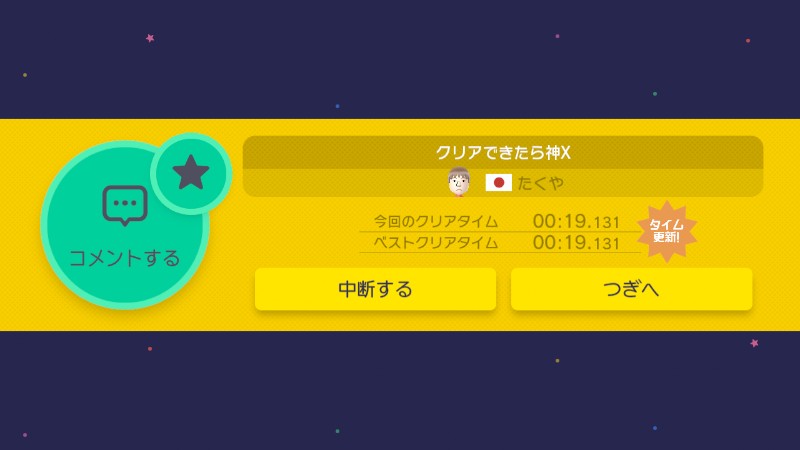 クリアできたら神X
たくや
今回のクリアタイム 00:19.131
ベストクリアタイム 00:19.131
タイム
更新!
コメントする
中断する
つぎへ